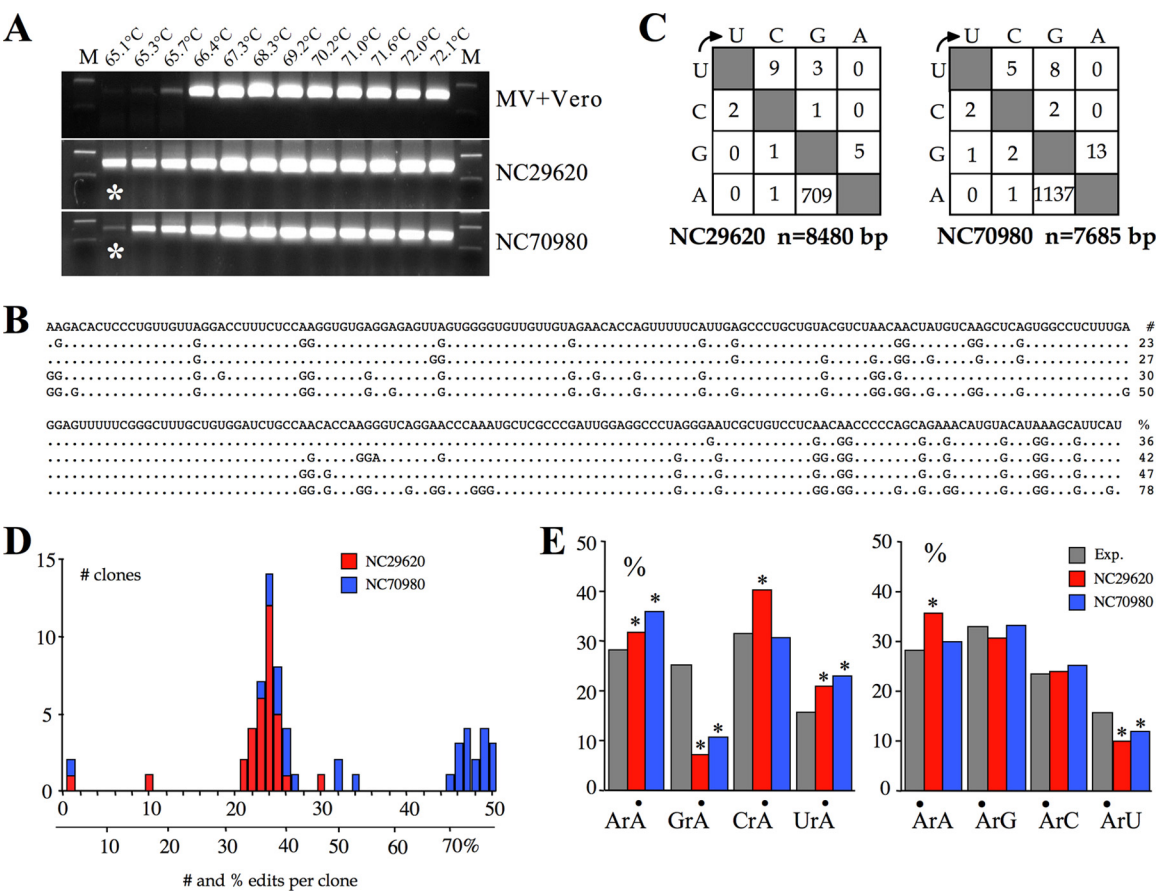 A
M 65.1°C 65.3°C 65.7°C 66.4°C 67.3°C 68.3°C 69.2°C 70.2°C 71.0°C 71.6°C 72.0°C 72.1°C M
MV+Vero
NC29620
*
NC70980
*
C
U C G A
U 9 3 0
C 2 1 0
G 0 1 5
A 0 1 709
NC29620 n=8480 bp
U C G A
U 5 8 0
C 2 2 0
G 1 2 13
A 0 1 1137
NC70980 n=7685 bp
B
AAGACACUCCCUGUUGUUAGGACCUUUCUCCAAGGUGUGAGGAGAGUUAGUGGGGUGUUGUUGUAGAACACCAGUUUUUCAUUGAGCCCUGCUGUACGUCUAACAACUAUGUCAAGCUCAGUGGCCUCUUUGA #
23
27
30
50
GGAGUUUUUCGGGCUUUGCUGUGGAUCUGCCAACACCAAGGGUCAGGAACCCAAAUGCUCGCCCGAUUGGAGGCCCUAGGGAAUCGCUGUCCUCAACAACCCCCAGCAGAAACAUGUACAUAAAGCAUUCAU %
36
42
47
78
D
# clones
NC29620
NC70980
15
10
5
0
0 10 20 30 40 50
10 20 30 40 50 60 70%
# and % edits per clone
E
%
50
40
30
20
10
0
* * * * * * *
ArA GrA CrA UrA
%
Exp.
NC29620
NC70980
50
40
30
20
10
0
* * *
ArA ArG ArC ArU